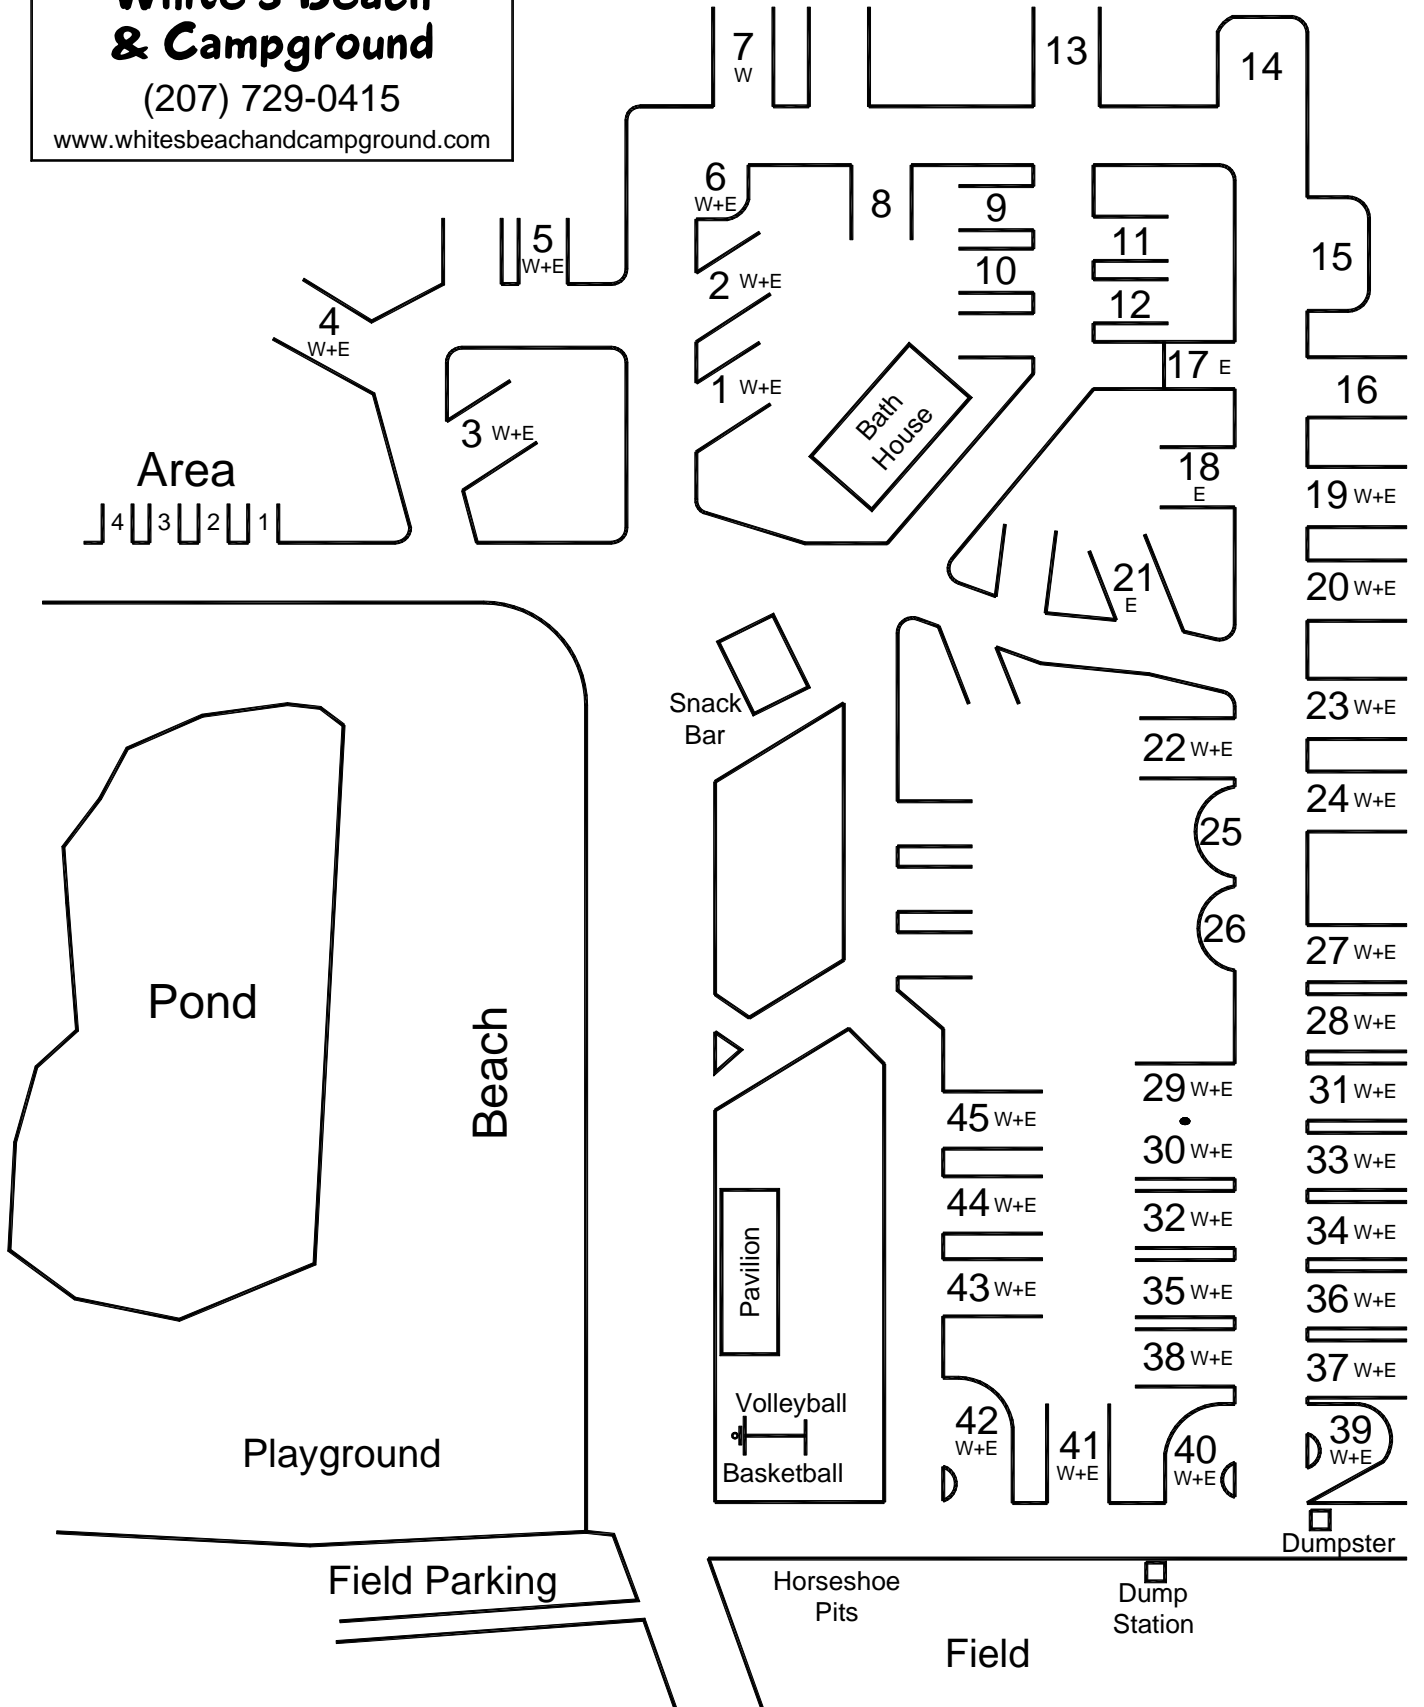 White's Beach
& Campground
(207) 729-0415
www.whitesbeachandcampground.com
7
W
13
14
6
W+E
8
9
5
W+E
11
15
10
2 W+E
12
4
W+E
17 E
16
1 W+E
Bath
House
3 W+E
Area
18
E
19 W+E
4
3
2
1
21
E
20 W+E
Snack
Bar
23 W+E
22 W+E
24 W+E
25
26
27 W+E
Pond
Beach
28 W+E
29 W+E
31 W+E
45 W+E
30 W+E
33 W+E
44 W+E
32 W+E
34 W+E
Pavilion
43 W+E
35 W+E
36 W+E
38 W+E
37 W+E
Volleyball
42
W+E
41
W+E
40
W+E
39
W+E
Playground
Basketball
Dumpster
Field Parking
Horseshoe
Pits
Dump
Station
Field